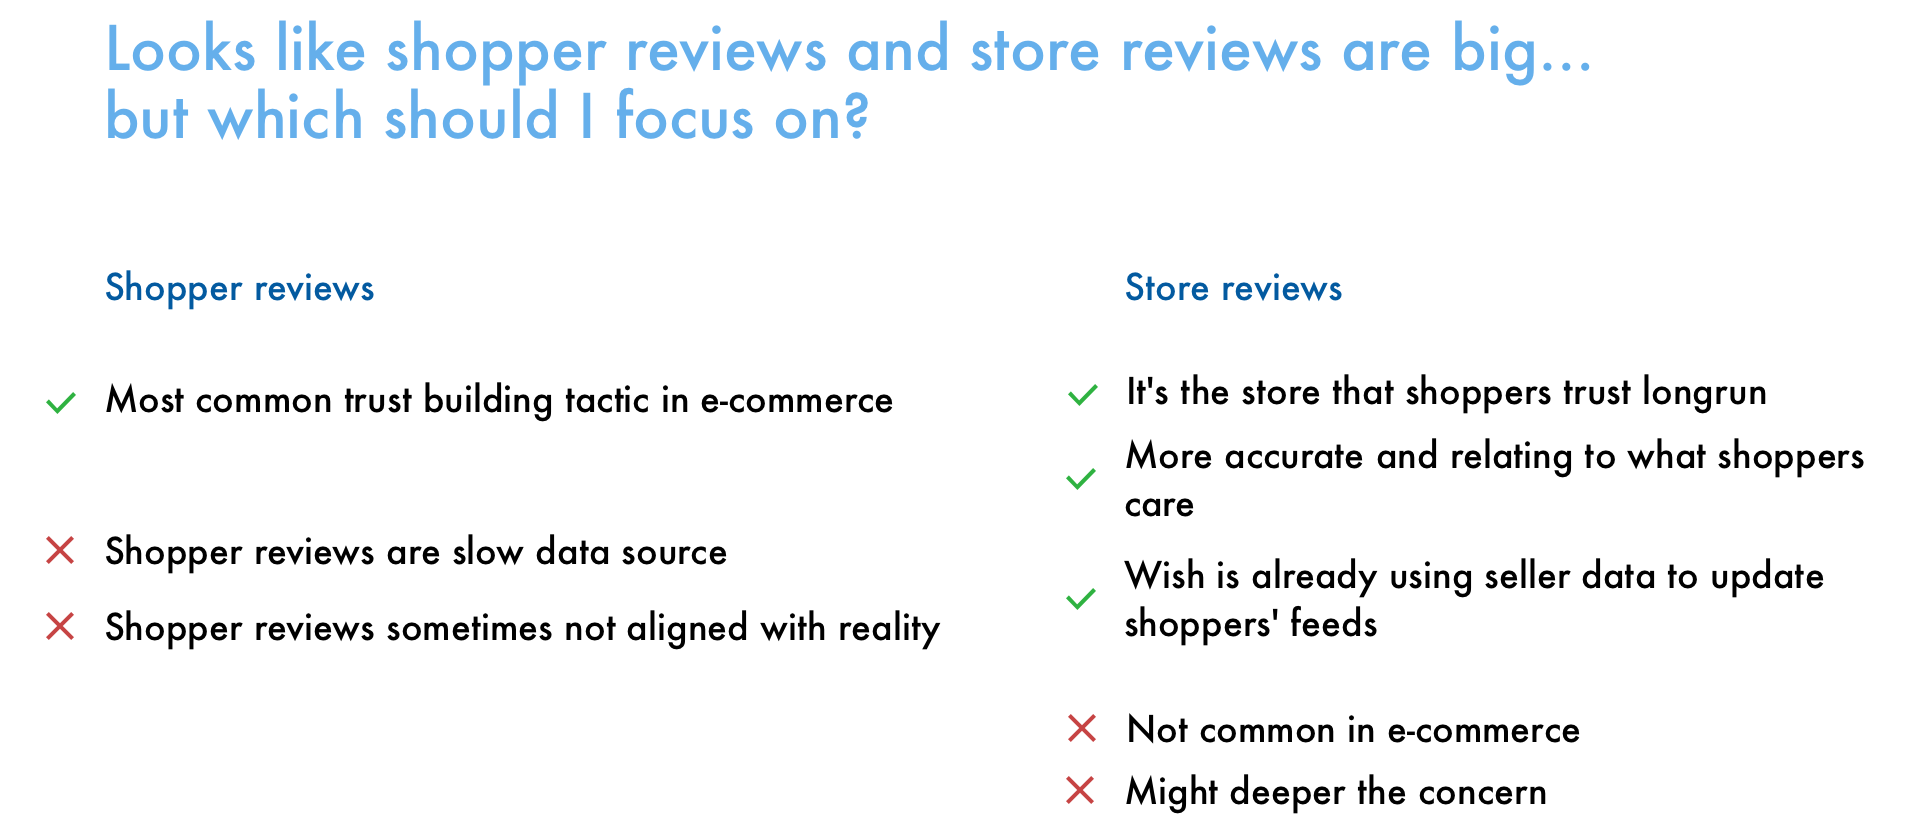 Looks like shopper reviews and store reviews are big...
but which should I focus on?
Shopper reviews
Most common trust building tactic in e-commerce
Shopper reviews are slow data source
Shopper reviews sometimes not aligned with reality
Store reviews
It's the store that shoppers trust longrun
More accurate and relating to what shoppers
care
Wish is already using seller data to update
shoppers' feeds
Not common in e-commerce
Might deeper the concern